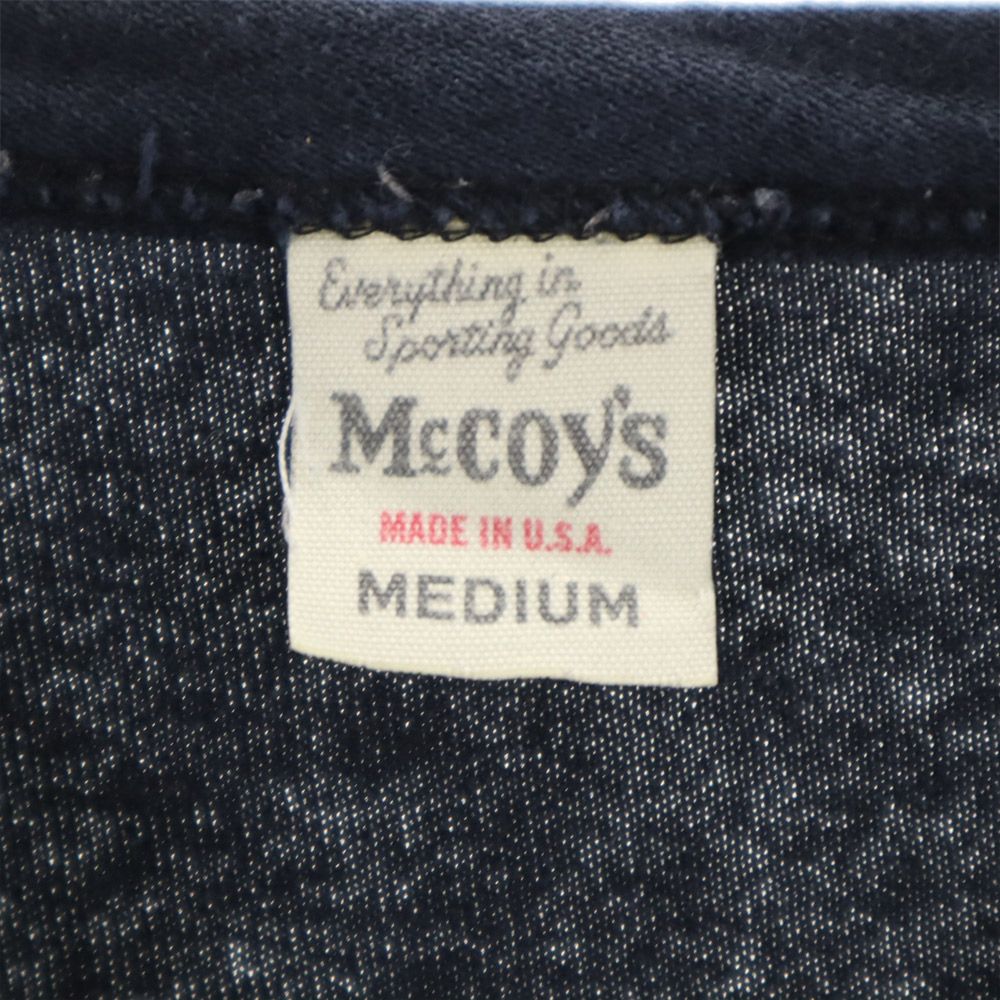 Everything in
Sporting Goods
McCoy's
MADE IN U.S.A.
MEDIUM